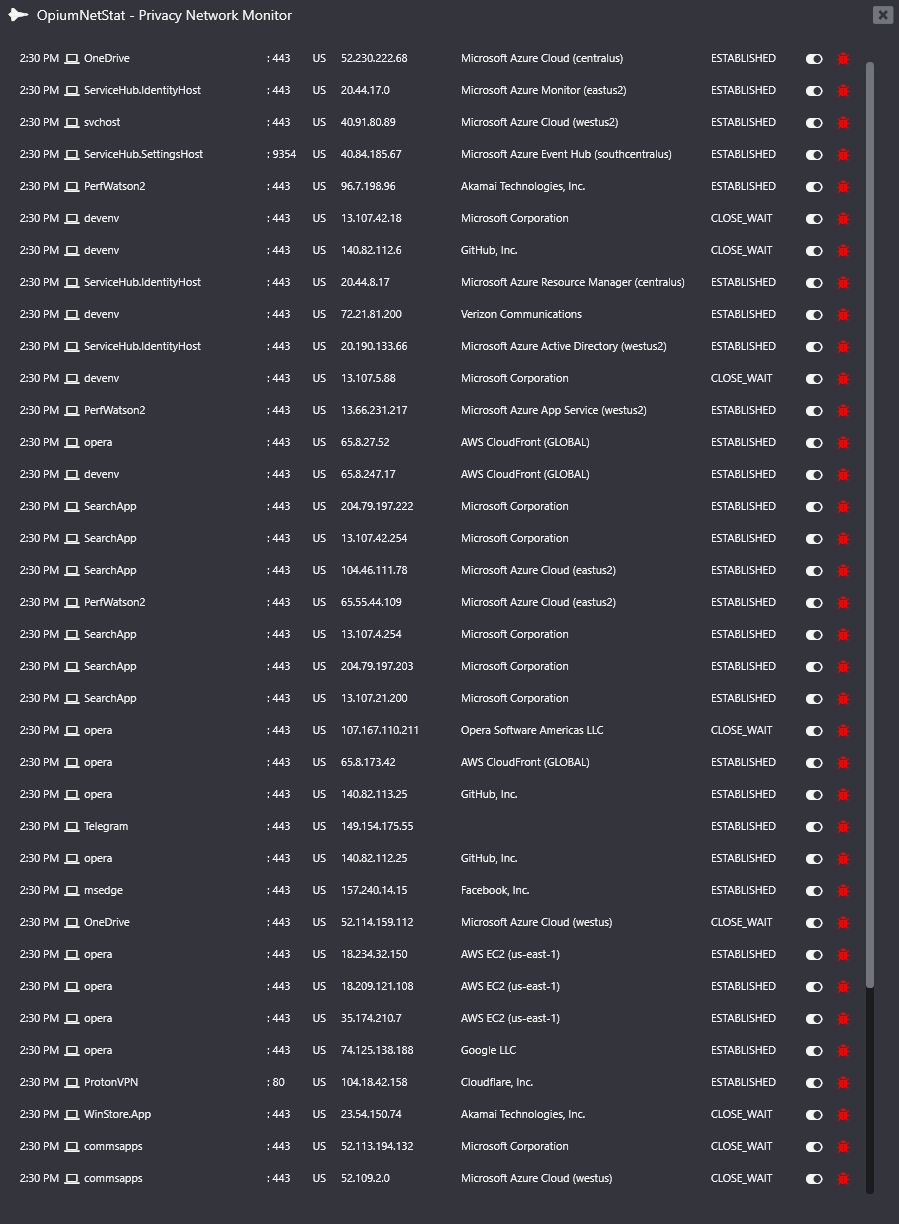 OpiumNetStat - Privacy Network Monitor
2:30 PM OneDrive : 443 US 52.230.222.68 Microsoft Azure Cloud (centralus) ESTABLISHED
2:30 PM ServiceHub.IdentityHost : 443 US 20.44.17.0 Microsoft Azure Monitor (eastus2) ESTABLISHED
2:30 PM svchost : 443 US 40.91.80.89 Microsoft Azure Cloud (westus2) ESTABLISHED
2:30 PM ServiceHub.SettingsHost : 9354 US 40.84.185.67 Microsoft Azure Event Hub (southcentralus) ESTABLISHED
2:30 PM PerfWatson2 : 443 US 96.7.198.96 Akamai Technologies, Inc. ESTABLISHED
2:30 PM devenv : 443 US 13.107.42.18 Microsoft Corporation CLOSE_WAIT
2:30 PM devenv : 443 US 140.82.112.6 GitHub, Inc. CLOSE_WAIT
2:30 PM ServiceHub.IdentityHost : 443 US 20.44.8.17 Microsoft Azure Resource Manager (centralus) ESTABLISHED
2:30 PM devenv : 443 US 72.21.81.200 Verizon Communications ESTABLISHED
2:30 PM ServiceHub.IdentityHost : 443 US 20.190.133.66 Microsoft Azure Active Directory (westus2) ESTABLISHED
2:30 PM devenv : 443 US 13.107.5.88 Microsoft Corporation CLOSE_WAIT
2:30 PM PerfWatson2 : 443 US 13.66.231.217 Microsoft Azure App Service (westus2) ESTABLISHED
2:30 PM opera : 443 US 65.8.27.52 AWS CloudFront (GLOBAL) ESTABLISHED
2:30 PM devenv : 443 US 65.8.247.17 AWS CloudFront (GLOBAL) ESTABLISHED
2:30 PM SearchApp : 443 US 204.79.197.222 Microsoft Corporation ESTABLISHED
2:30 PM SearchApp : 443 US 13.107.42.254 Microsoft Corporation ESTABLISHED
2:30 PM SearchApp : 443 US 104.46.111.78 Microsoft Azure Cloud (eastus2) ESTABLISHED
2:30 PM PerfWatson2 : 443 US 65.55.44.109 Microsoft Azure Cloud (eastus2) ESTABLISHED
2:30 PM SearchApp : 443 US 13.107.4.254 Microsoft Corporation ESTABLISHED
2:30 PM SearchApp : 443 US 204.79.197.203 Microsoft Corporation ESTABLISHED
2:30 PM SearchApp : 443 US 13.107.21.200 Microsoft Corporation ESTABLISHED
2:30 PM opera : 443 US 107.167.110.211 Opera Software Americas LLC CLOSE_WAIT
2:30 PM opera : 443 US 65.8.173.42 AWS CloudFront (GLOBAL) ESTABLISHED
2:30 PM opera : 443 US 140.82.113.25 GitHub, Inc. ESTABLISHED
2:30 PM Telegram : 443 US 149.154.175.55 ESTABLISHED
2:30 PM opera : 443 US 140.82.112.25 GitHub, Inc. ESTABLISHED
2:30 PM msedge : 443 US 157.240.14.15 Facebook, Inc. ESTABLISHED
2:30 PM OneDrive : 443 US 52.114.159.112 Microsoft Azure Cloud (westus) CLOSE_WAIT
2:30 PM opera : 443 US 18.234.32.150 AWS EC2 (us-east-1) ESTABLISHED
2:30 PM opera : 443 US 18.209.121.108 AWS EC2 (us-east-1) ESTABLISHED
2:30 PM opera : 443 US 35.174.210.7 AWS EC2 (us-east-1) ESTABLISHED
2:30 PM opera : 443 US 74.125.138.188 Google LLC ESTABLISHED
2:30 PM ProtonVPN : 80 US 104.18.42.158 Cloudflare, Inc. ESTABLISHED
2:30 PM WinStore.App : 443 US 23.54.150.74 Akamai Technologies, Inc. CLOSE_WAIT
2:30 PM commsapps : 443 US 52.113.194.132 Microsoft Corporation CLOSE_WAIT
2:30 PM commsapps : 443 US 52.109.2.0 Microsoft Azure Cloud (westus) CLOSE_WAIT